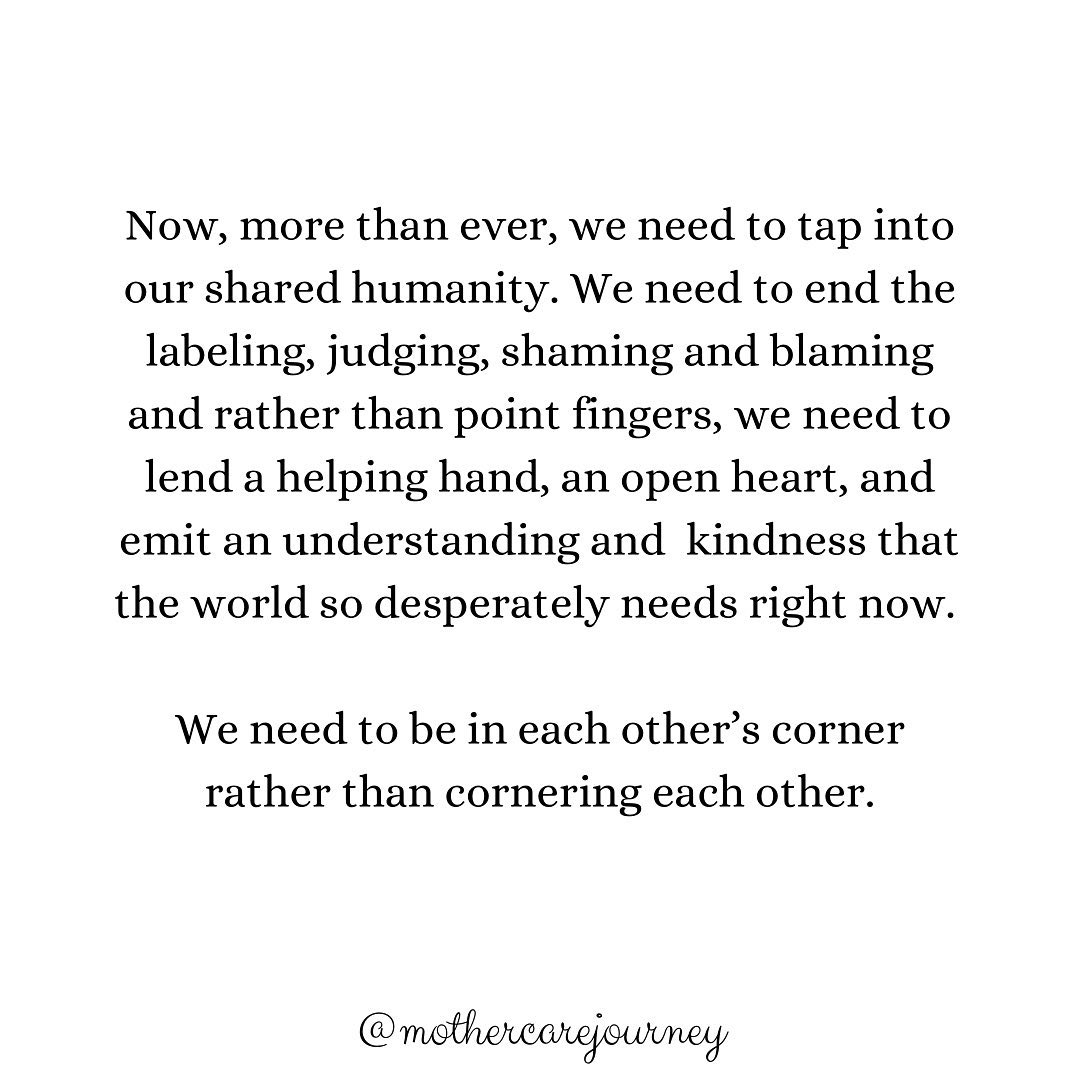 Now, more than ever, we need to tap into
our shared humanity. We need to end the
labeling, judging, shaming and blaming
and rather than point fingers, we need to
lend a helping hand, an open heart, and
emit an understanding and  kindness that
the world so desperately needs right now.
We need to be in each other’s corner
rather than cornering each other.
@mothercarejourney